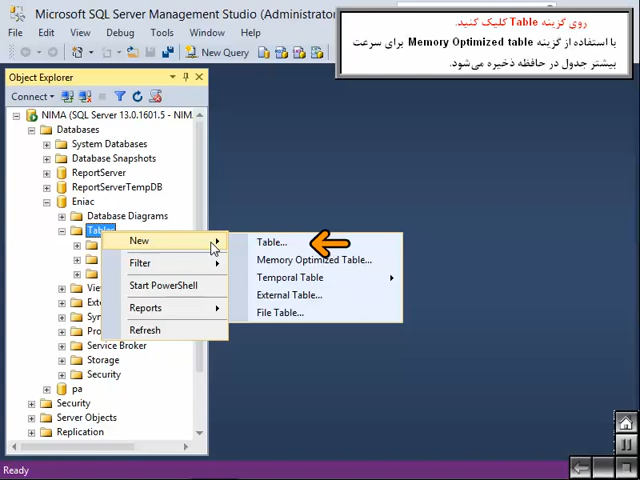 Microsoft SQL Server Management Studio (Administrator)
روی گزینه Table کلیک کنید.
با استفاده از گزینه Memory Optimized table برای سرعت
بیشتر جدول در حافظه ذخیره می‌شود.
File Edit View Debug Tools Window Help
New Query
Object Explorer
Connect
NIMA (SQL Server 13.0.1601.5 - NIM
Databases
System Databases
Database Snapshots
ReportServer
ReportServerTempDB
Eniac
Database Diagrams
Tables
New
Filter
Start PowerShell
Reports
Refresh
Table...
Memory Optimized Table...
Temporal Table
External Table...
File Table...
Vie
Exte
Syn
Pro
Service Broker
Storage
Security
pa
Security
Server Objects
Replication
Ready